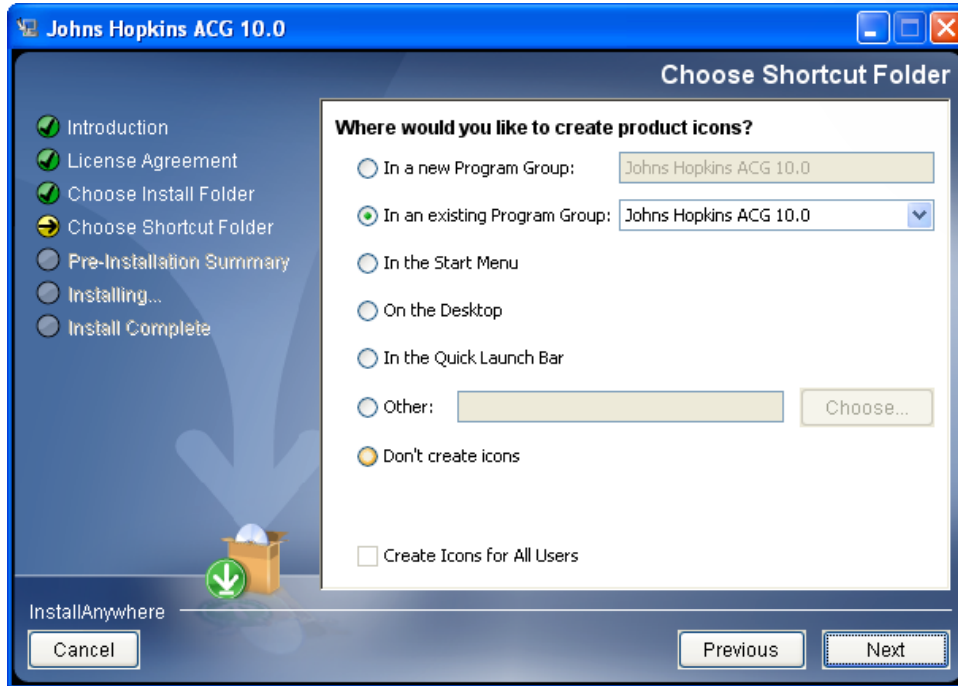 Johns Hopkins ACG 10.0
Choose Shortcut Folder
Introduction
License Agreement
Choose Install Folder
Choose Shortcut Folder
Pre-Installation Summary
Installing...
Install Complete
Where would you like to create product icons?
In a new Program Group: Johns Hopkins ACG 10.0
In an existing Program Group: Johns Hopkins ACG 10.0
In the Start Menu
On the Desktop
In the Quick Launch Bar
Other: Choose...
Don't create icons
Create Icons for All Users
InstallAnywhere
Cancel Previous Next